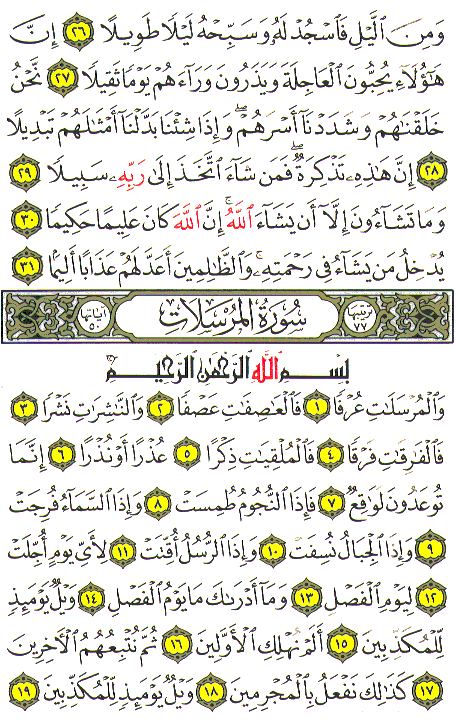 وَمِنَ ٱلَّيۡلِ فَٱسۡجُدۡ لَهُۥ وَسَبِّحۡهُ لَيۡلٗا طَوِيلًا ٢٦ إِنَّ
هَٰٓؤُلَآءِ يُحِبُّونَ ٱلۡعَاجِلَةَ وَيَذَرُونَ وَرَآءَهُمۡ يَوۡمٗا ثَقِيلٗا ٢٧ نَّحۡنُ
خَلَقۡنَٰهُمۡ وَشَدَدۡنَآ أَسۡرَهُمۡۖ وَإِذَا شِئۡنَا بَدَّلۡنَآ أَمۡثَٰلَهُمۡ تَبۡدِيلًا
٢٨ إِنَّ هَٰذِهِۦ تَذۡكِرَةٞۖ فَمَن شَآءَ ٱتَّخَذَ إِلَىٰ رَبِّهِۦ سَبِيلٗا ٢٩
وَمَا تَشَآءُونَ إِلَّآ أَن يَشَآءَ ٱللَّهُۚ إِنَّ ٱللَّهَ كَانَ عَلِيمًا حَكِيمٗا ٣٠
يُدۡخِلُ مَن يَشَآءُ فِي رَحۡمَتِهِۦۚ وَٱلظَّٰلِمِينَ أَعَدَّ لَهُمۡ عَذَابًا أَلِيمَۢا ٣١
ترتيبها ٧٧ سُورَةُ المُرْسَلَات آياتها ٥٠
بِسۡمِ ٱللَّهِ ٱلرَّحۡمَٰنِ ٱلرَّحِيمِ
وَٱلۡمُرۡسَلَٰتِ عُرۡفٗا ١ فَٱلۡعَٰصِفَٰتِ عَصۡفٗا ٢ وَٱلنَّٰشِرَٰتِ نَشۡرٗا ٣
فَٱلۡفَٰرِقَٰتِ فَرۡقٗا ٤ فَٱلۡمُلۡقِيَٰتِ ذِكۡرًا ٥ عُذۡرًا أَوۡ نُذۡرًا ٦ إِنَّمَا
تُوعَدُونَ لَوَٰقِعٞ ٧ فَإِذَا ٱلنُّجُومُ طُمِسَتۡ ٨ وَإِذَا ٱلسَّمَآءُ فُرِجَتۡ
٩ وَإِذَا ٱلۡجِبَالُ نُسِفَتۡ ١٠ وَإِذَا ٱلرُّسُلُ أُقِّتَتۡ ١١ لِأَيِّ يَوۡمٍ أُجِّلَتۡ
١٢ لِيَوۡمِ ٱلۡفَصۡلِ ١٣ وَمَآ أَدۡرَىٰكَ مَا يَوۡمُ ٱلۡفَصۡلِ ١٤ وَيۡلٞ يَوۡمَئِذٖ
لِّلۡمُكَذِّبِينَ ١٥ أَلَمۡ نُهۡلِكِ ٱلۡأَوَّلِينَ ١٦ ثُمَّ نُتۡبِعُهُمُ ٱلۡأٓخِرِينَ
١٧ كَذَٰلِكَ نَفۡعَلُ بِٱلۡمُجۡرِمِينَ ١٨ وَيۡلٞ يَوۡمَئِذٖ لِّلۡمُكَذِّبِينَ ١٩